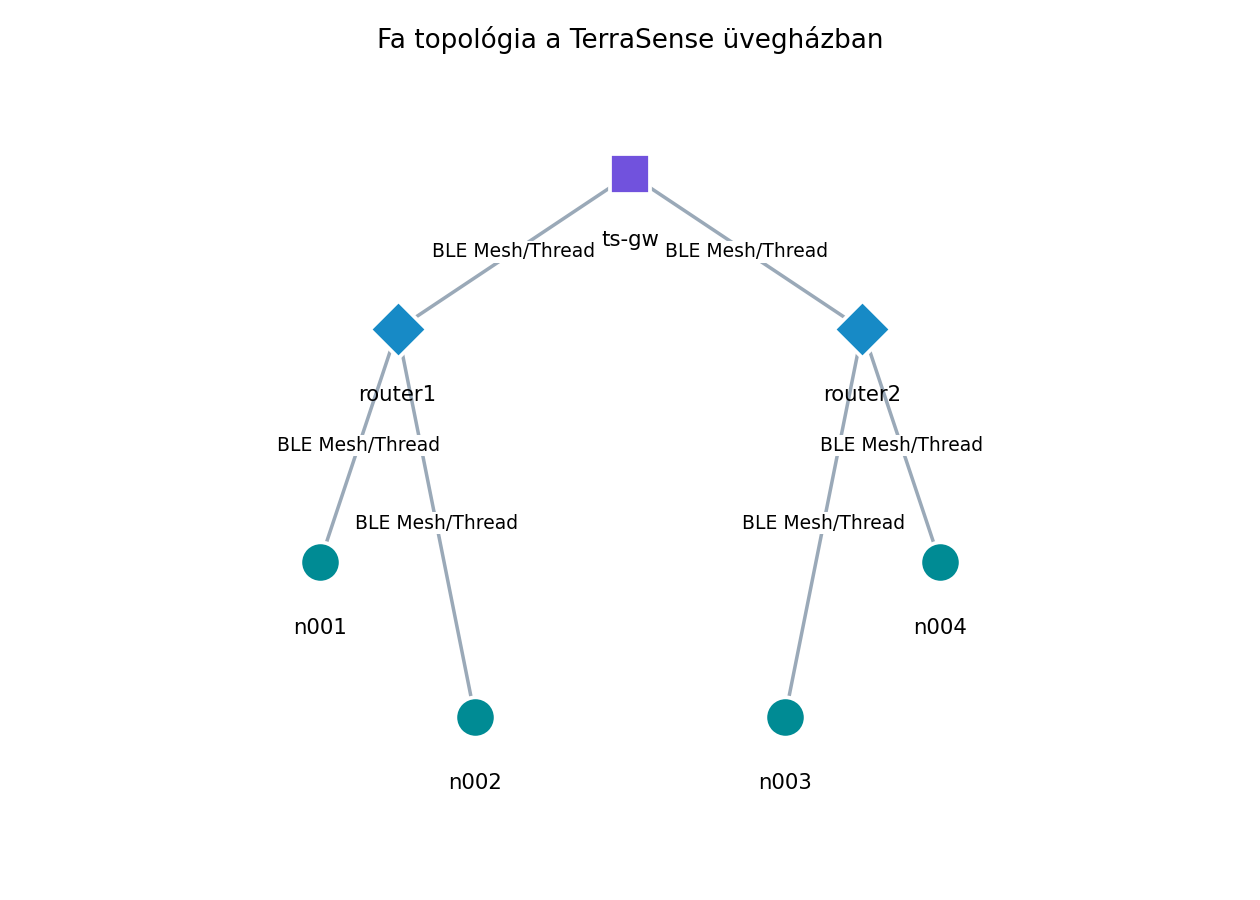 Fa topológia a TerraSense üvegházban
ts-gw
BLE Mesh/Thread
BLE Mesh/Thread
router1
router2
BLE Mesh/Thread
BLE Mesh/Thread
BLE Mesh/Thread
BLE Mesh/Thread
n001
n004
n002
n003